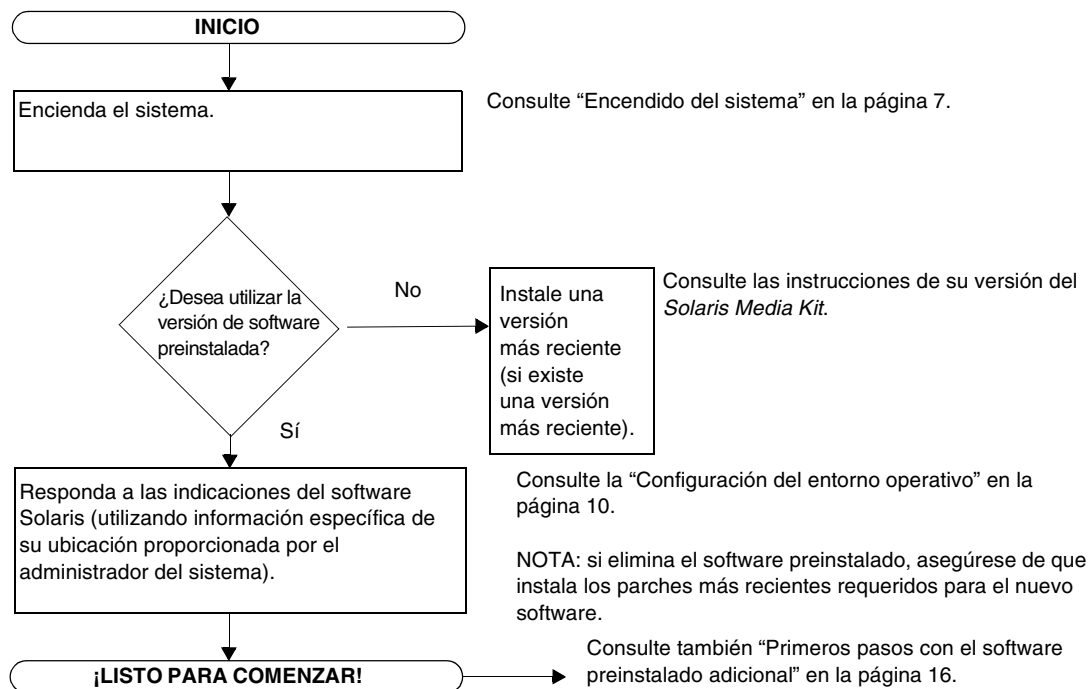 INICIO
Encienda el sistema.
Consulte “Encendido del sistema” en la página 7.
¿Desea utilizar la
versión de software
preinstalada?
No
Instale una
versión
más reciente
(si existe
una versión
más reciente).
Consulte las instrucciones de su versión del
Solaris Media Kit.
Sí
Responda a las indicaciones del software
Solaris (utilizando información específica de
su ubicación proporcionada por el
administrador del sistema).
Consulte la “Configuración del entorno operativo” en la
página 10.
NOTA: si elimina el software preinstalado, asegúrese de que
instala los parches más recientes requeridos para el nuevo
software.
¡LISTO PARA COMENZAR!
Consulte también “Primeros pasos con el software
preinstalado adicional” en la página 16.